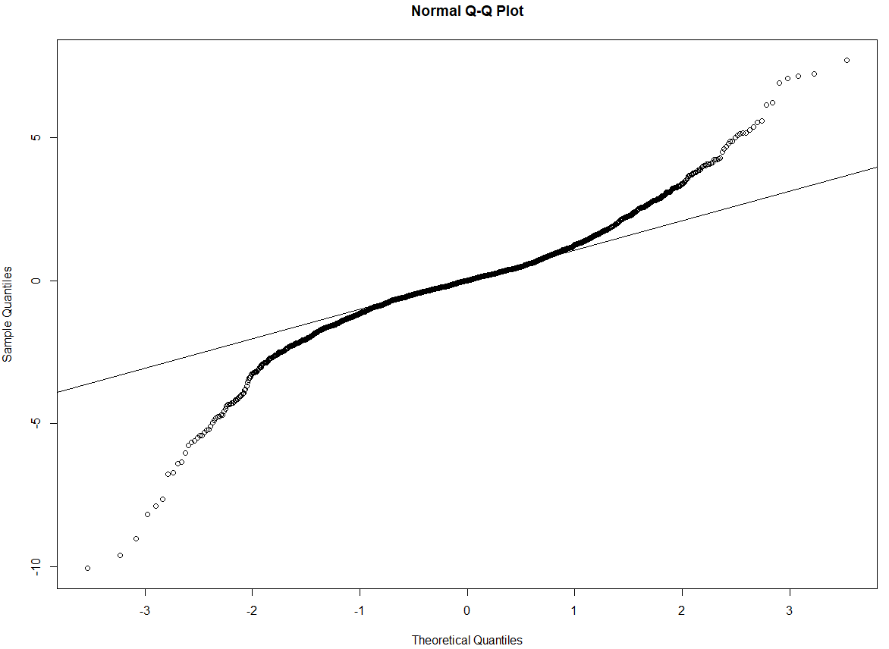 Normal Q-Q Plot
5
0
-5
-10
Sample Quantiles
-3 -2 -1 0 1 2 3
Theoretical Quantiles